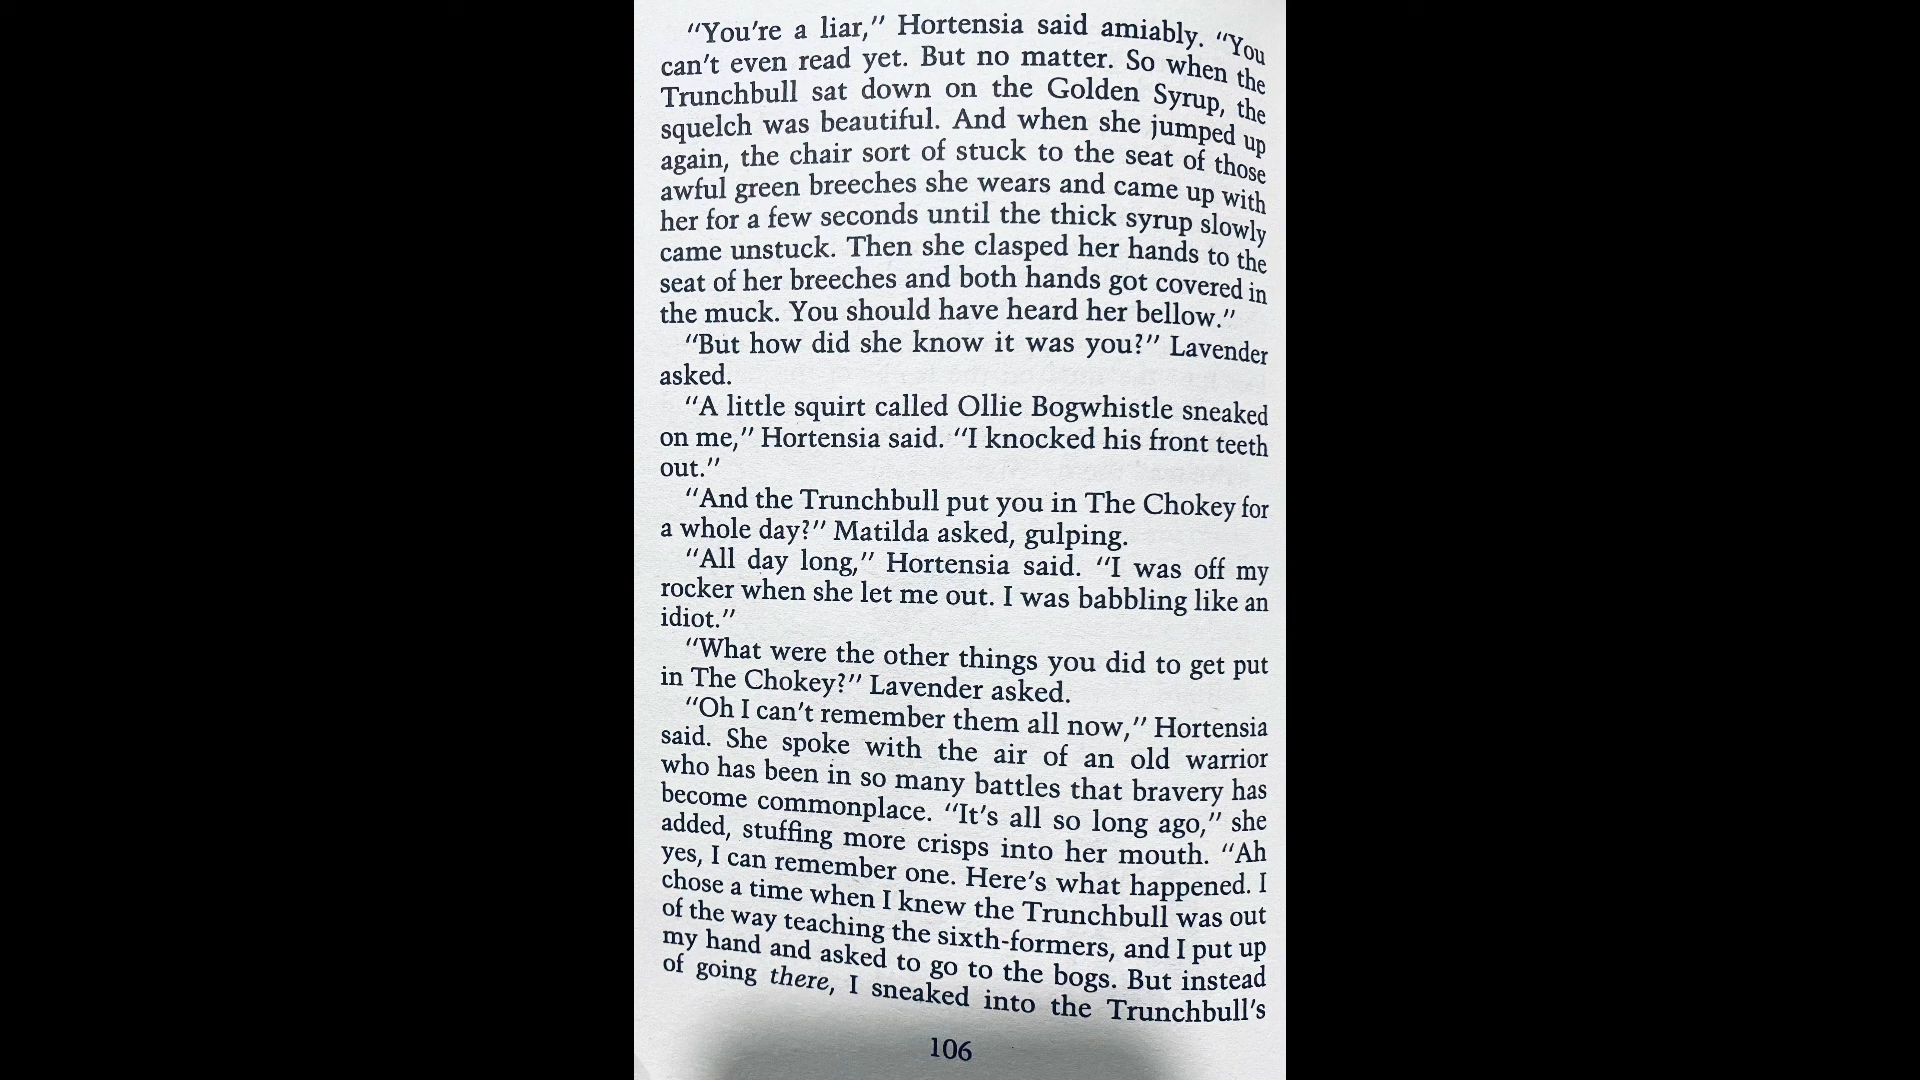 “You’re a liar,” Hortensia said amiably. “You
can’t even read yet. But no matter. So when the
Trunchbull sat down on the Golden Syrup, the
squelch was beautiful. And when she jumped up
again, the chair sort of stuck to the seat of those
awful green breeches she wears and came up with
her for a few seconds until the thick syrup slowly
came unstuck. Then she clasped her hands to the
seat of her breeches and both hands got covered in
the muck. You should have heard her bellow.”
“But how did she know it was you?” Lavender
asked.
“A little squirt called Ollie Bogwhistle sneaked
on me,” Hortensia said. “I knocked his front teeth
out.”
“And the Trunchbull put you in The Chokey for
a whole day?” Matilda asked, gulping.
“All day long,” Hortensia said. “I was off my
rocker when she let me out. I was babbling like an
idiot.”
“What were the other things you did to get put
in The Chokey?” Lavender asked.
“Oh I can’t remember them all now,” Hortensia
said. She spoke with the air of an old warrior
who has been in so many battles that bravery has
become commonplace. “It’s all so long ago,” she
added, stuffing more crisps into her mouth. “Ah
yes, I can remember one. Here’s what happened. I
chose a time when I knew the Trunchbull was out
of the way teaching the sixth-formers, and I put up
my hand and asked to go to the bogs. But instead
of going there, I sneaked into the Trunchbull’s
106